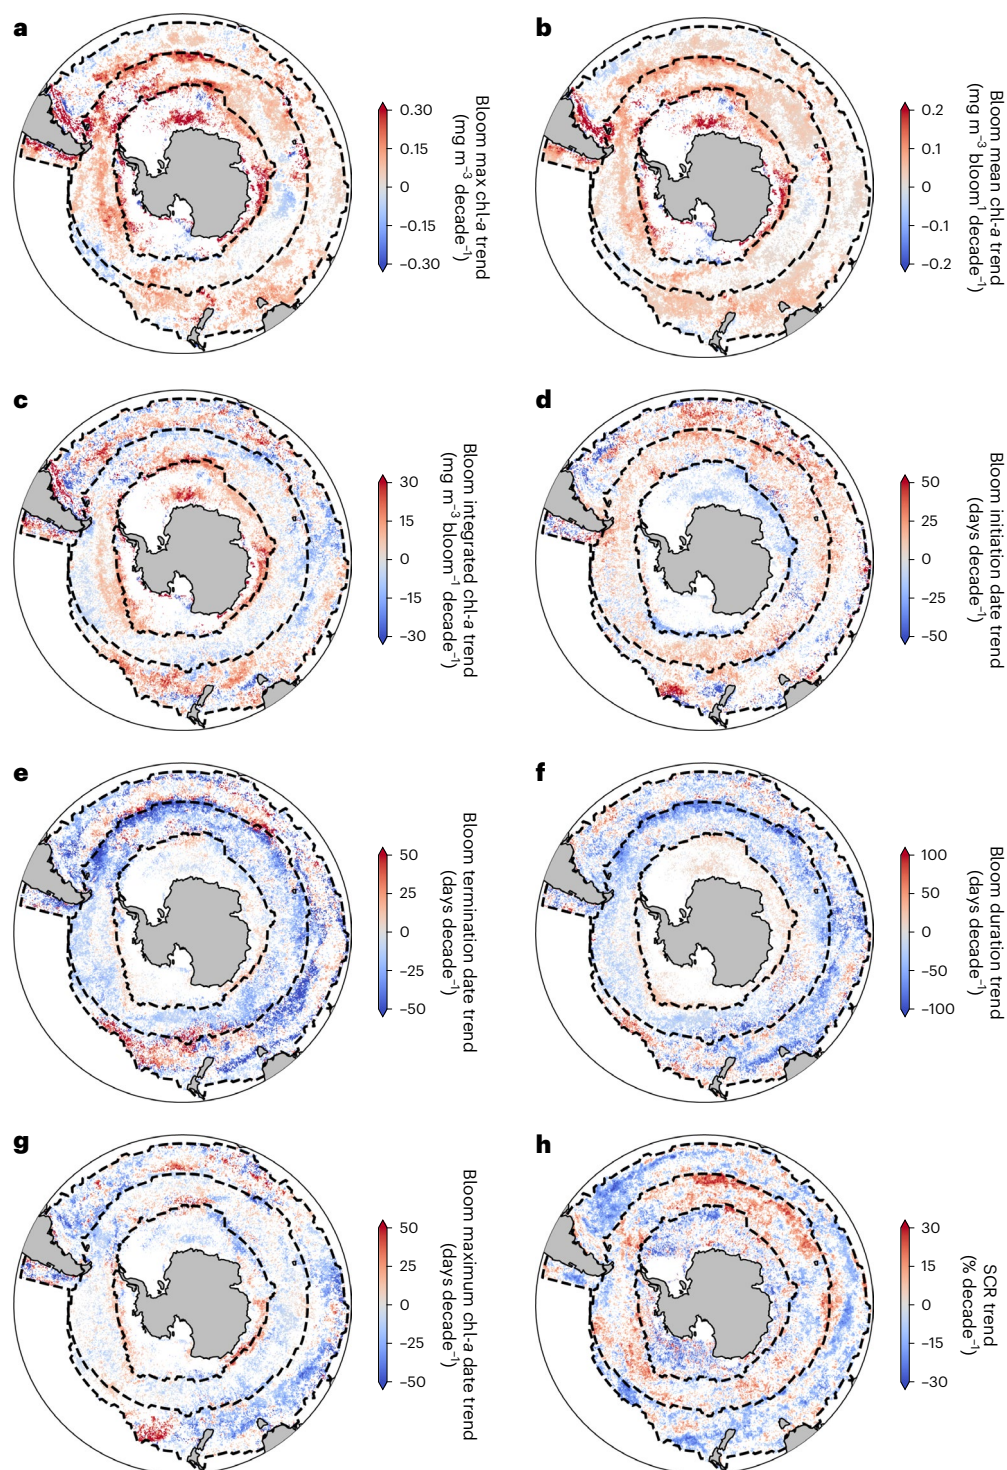 a
0.30
0.15
0
–0.15
–0.30
Bloom max chl-a trend
(mg m⁻³ decade⁻¹)
b
0.2
0.1
0
–0.1
–0.2
Bloom mean chl-a trend
(mg m⁻³ bloom¹ decade⁻¹)
c
30
15
0
–15
–30
Bloom integrated chl-a trend
(mg m⁻³ bloom⁻¹ decade⁻¹)
d
50
25
0
–25
–50
Bloom initiation date trend
(days decade⁻¹)
e
50
25
0
–25
–50
Bloom termination date trend
(days decade⁻¹)
f
100
50
0
–50
–100
Bloom duration trend
(days decade⁻¹)
g
50
25
0
–25
–50
Bloom maximum chl-a date trend
(days decade⁻¹)
h
30
15
0
–15
–30
SCR trend
(% decade⁻¹)